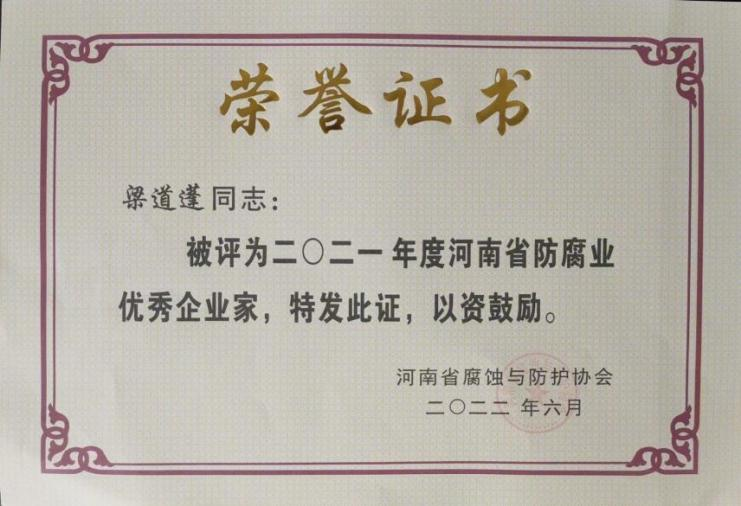 荣誉证书
梁道蓬同志：
被评为二〇二一年度河南省防腐业
优秀企业家，特发此证，以资鼓励。
河南省腐蚀与防护协会
二〇二二年六月